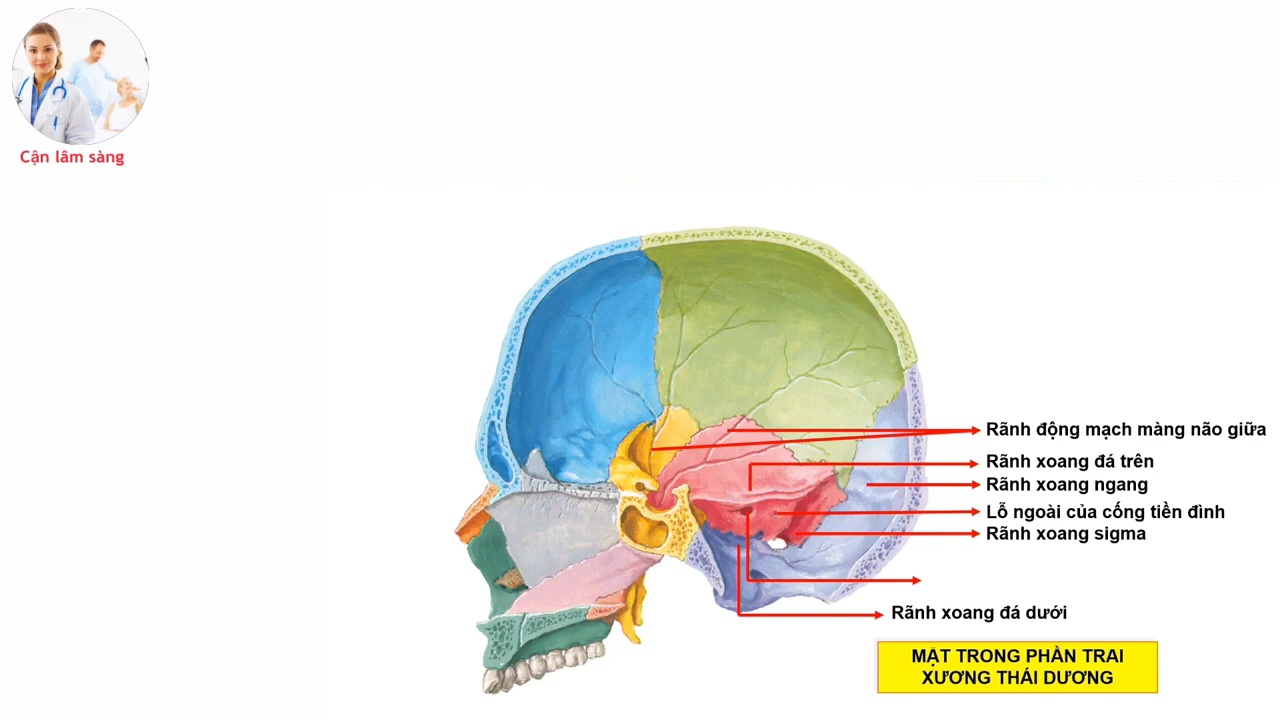 Cận lâm sàng
Rãnh động mạch màng não giữa
Rãnh xoang đá trên
Rãnh xoang ngang
Lỗ ngoài của cống tiền đình
Rãnh xoang sigma
Rãnh xoang đá dưới
MẶT TRONG PHẦN TRAI
XƯƠNG THÁI DƯƠNG